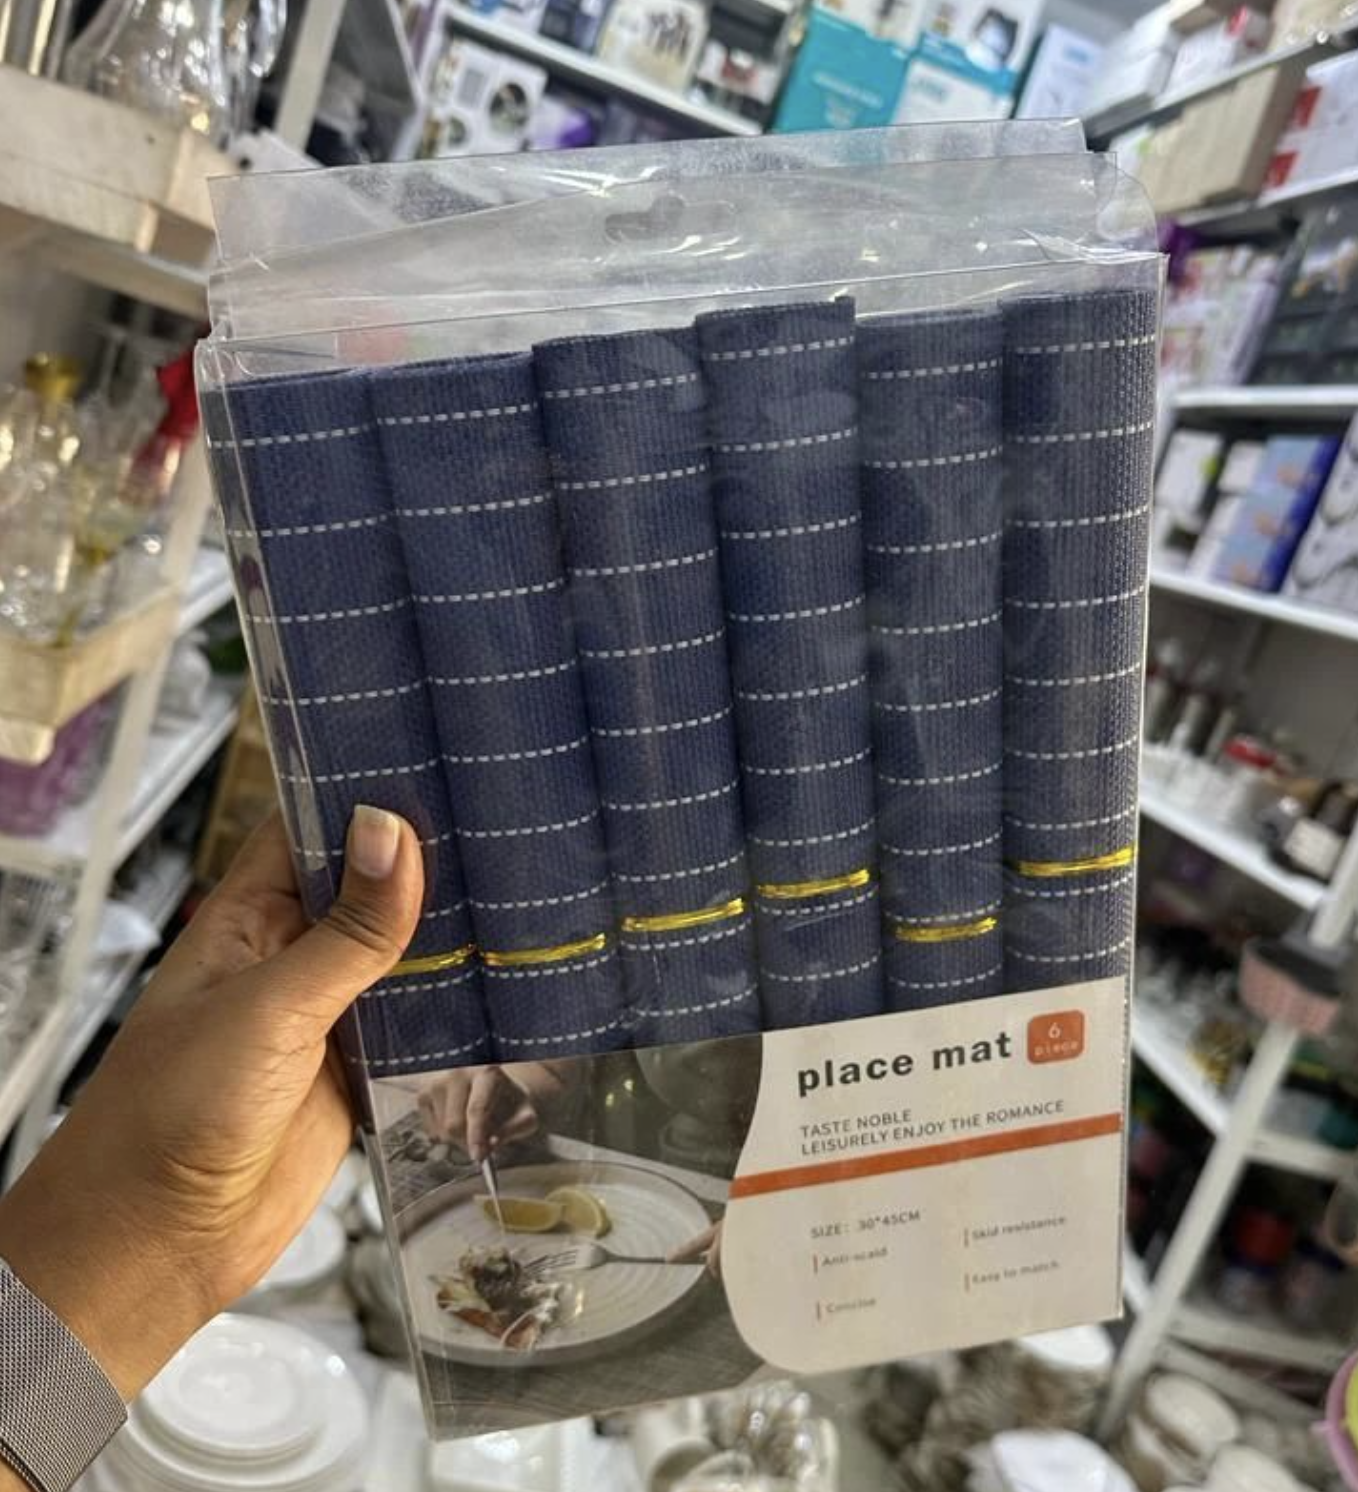 place mat
6
piece
TASTE NOBLE
LEISURELY ENJOY THE ROMANCE
SIZE: 30*45CM
Anti-scald
Skid resistance
Concise
Easy to match